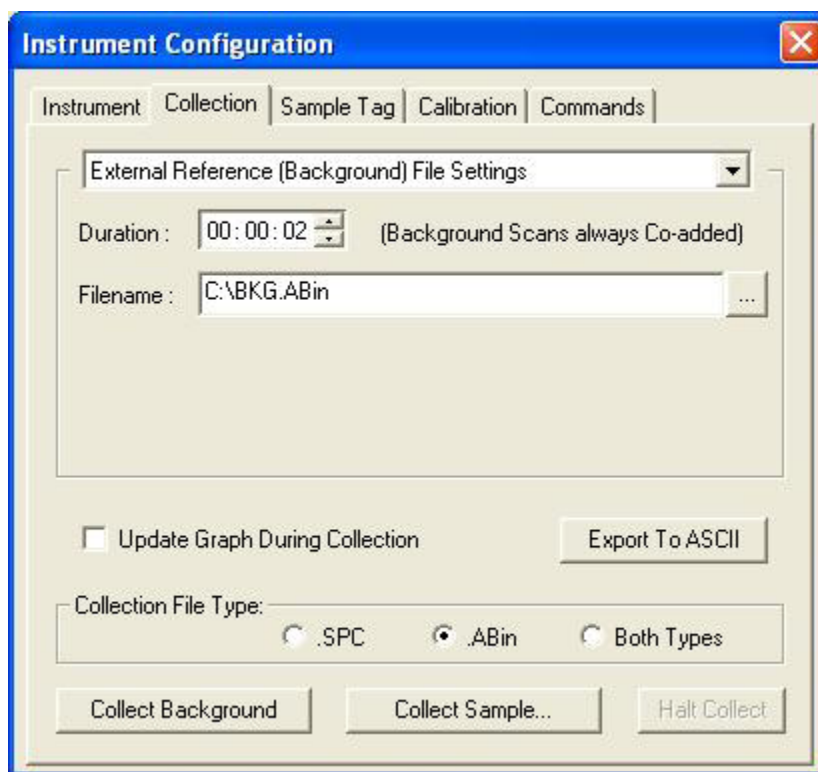 Instrument Configuration
Instrument Collection Sample Tag Calibration Commands
External Reference (Background) File Settings
Duration : 00:00:02 (Background Scans always Co-added)
Filename : C:\BKG.ABin ...
Update Graph During Collection Export To ASCII
Collection File Type:
.SPC .ABin Both Types
Collect Background Collect Sample... Halt Collect